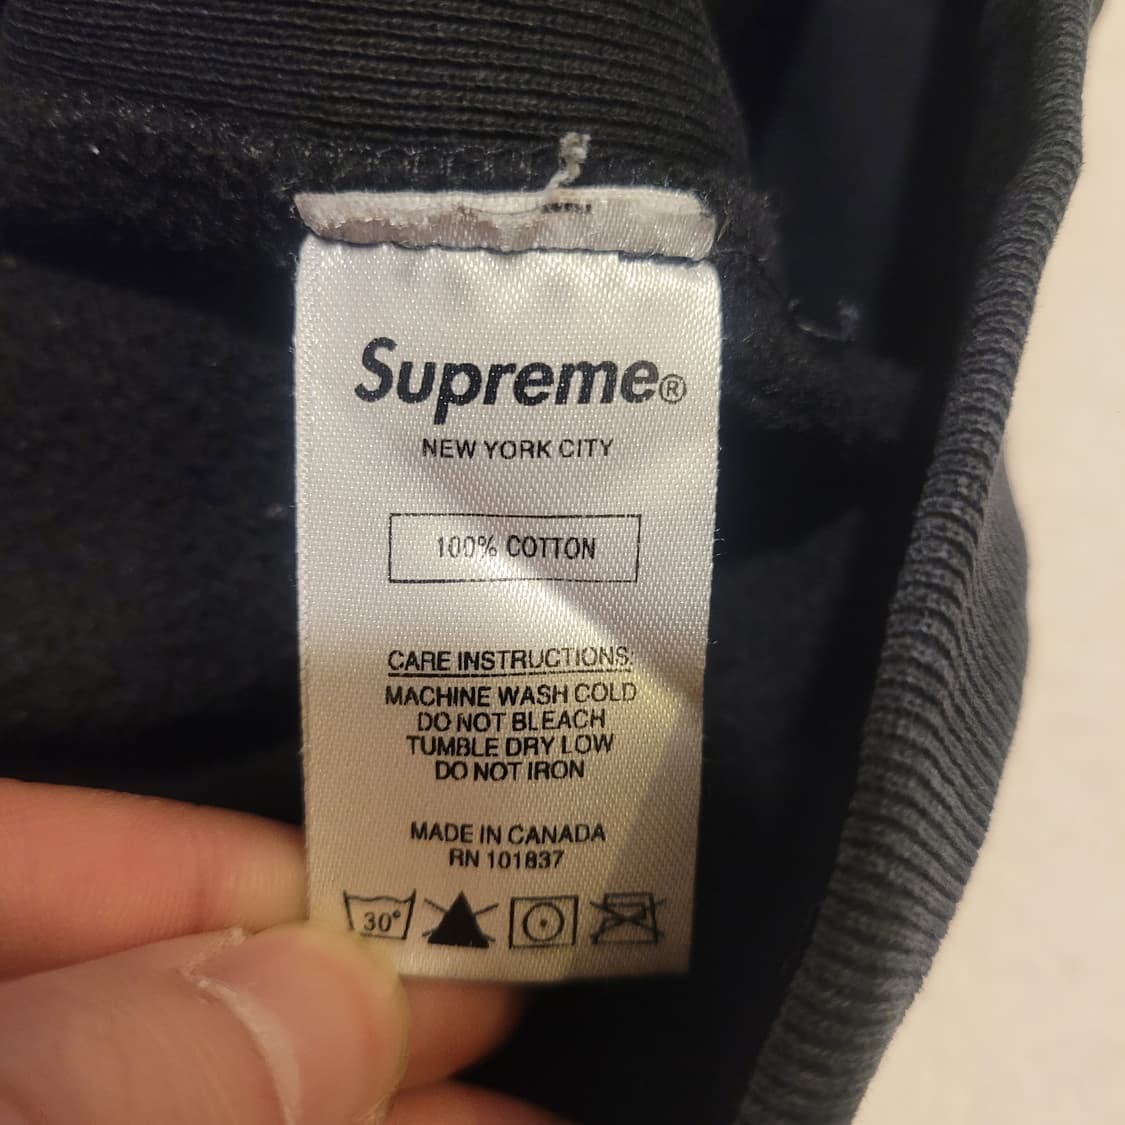 Supreme®
NEW YORK CITY
100% COTTON
CARE INSTRUCTIONS:
MACHINE WASH COLD
DO NOT BLEACH
TUMBLE DRY LOW
DO NOT IRON
MADE IN CANADA
RN 101837
30°